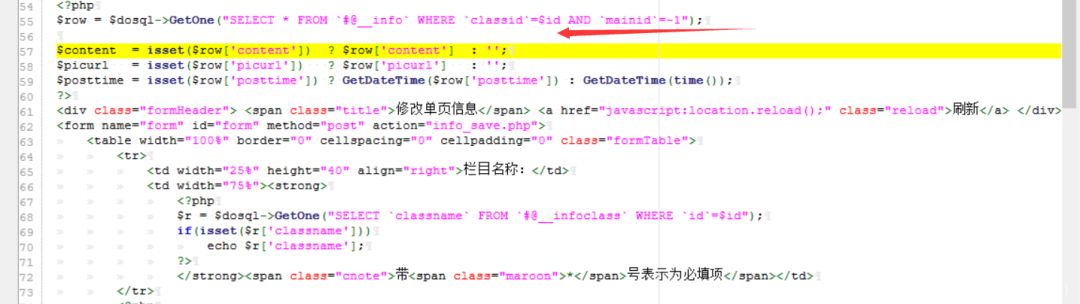 54 <?php
55 $row = $dosql->GetOne("SELECT * FROM `#@__info` WHERE `classid`=$id AND `mainid`=-1");
56
57 $content  = isset($row['content'])  ? $row['content']  : '';
58 $picurl   = isset($row['picurl'])   ? $row['picurl']   : '';
59 $posttime = isset($row['posttime']) ? GetDateTime($row['posttime']) : GetDateTime(time());
60 ?>
61 <div class="formHeader"> <span class="title">修改单页信息</span> <a href="javascript:location.reload();" class="reload">刷新</a> </div>
62 <form name="form" id="form" method="post" action="info_save.php">
63 <table width="100%" border="0" cellspacing="0" cellpadding="0" class="formTable">
64 <tr>
65 <td width="25%" height="40" align="right">栏目名称：</td>
66 <td width="75%"><strong>
67 <?php
68 $r = $dosql->GetOne("SELECT `classname` FROM `#@__infoclass` WHERE `id`=$id");
69 if(isset($r['classname']))
70 echo $r['classname'];
71 ?>
72 </strong><span class="cnote">带<span class="maroon">*</span>号表示为必填项</span></td>
73 </tr>
<?php